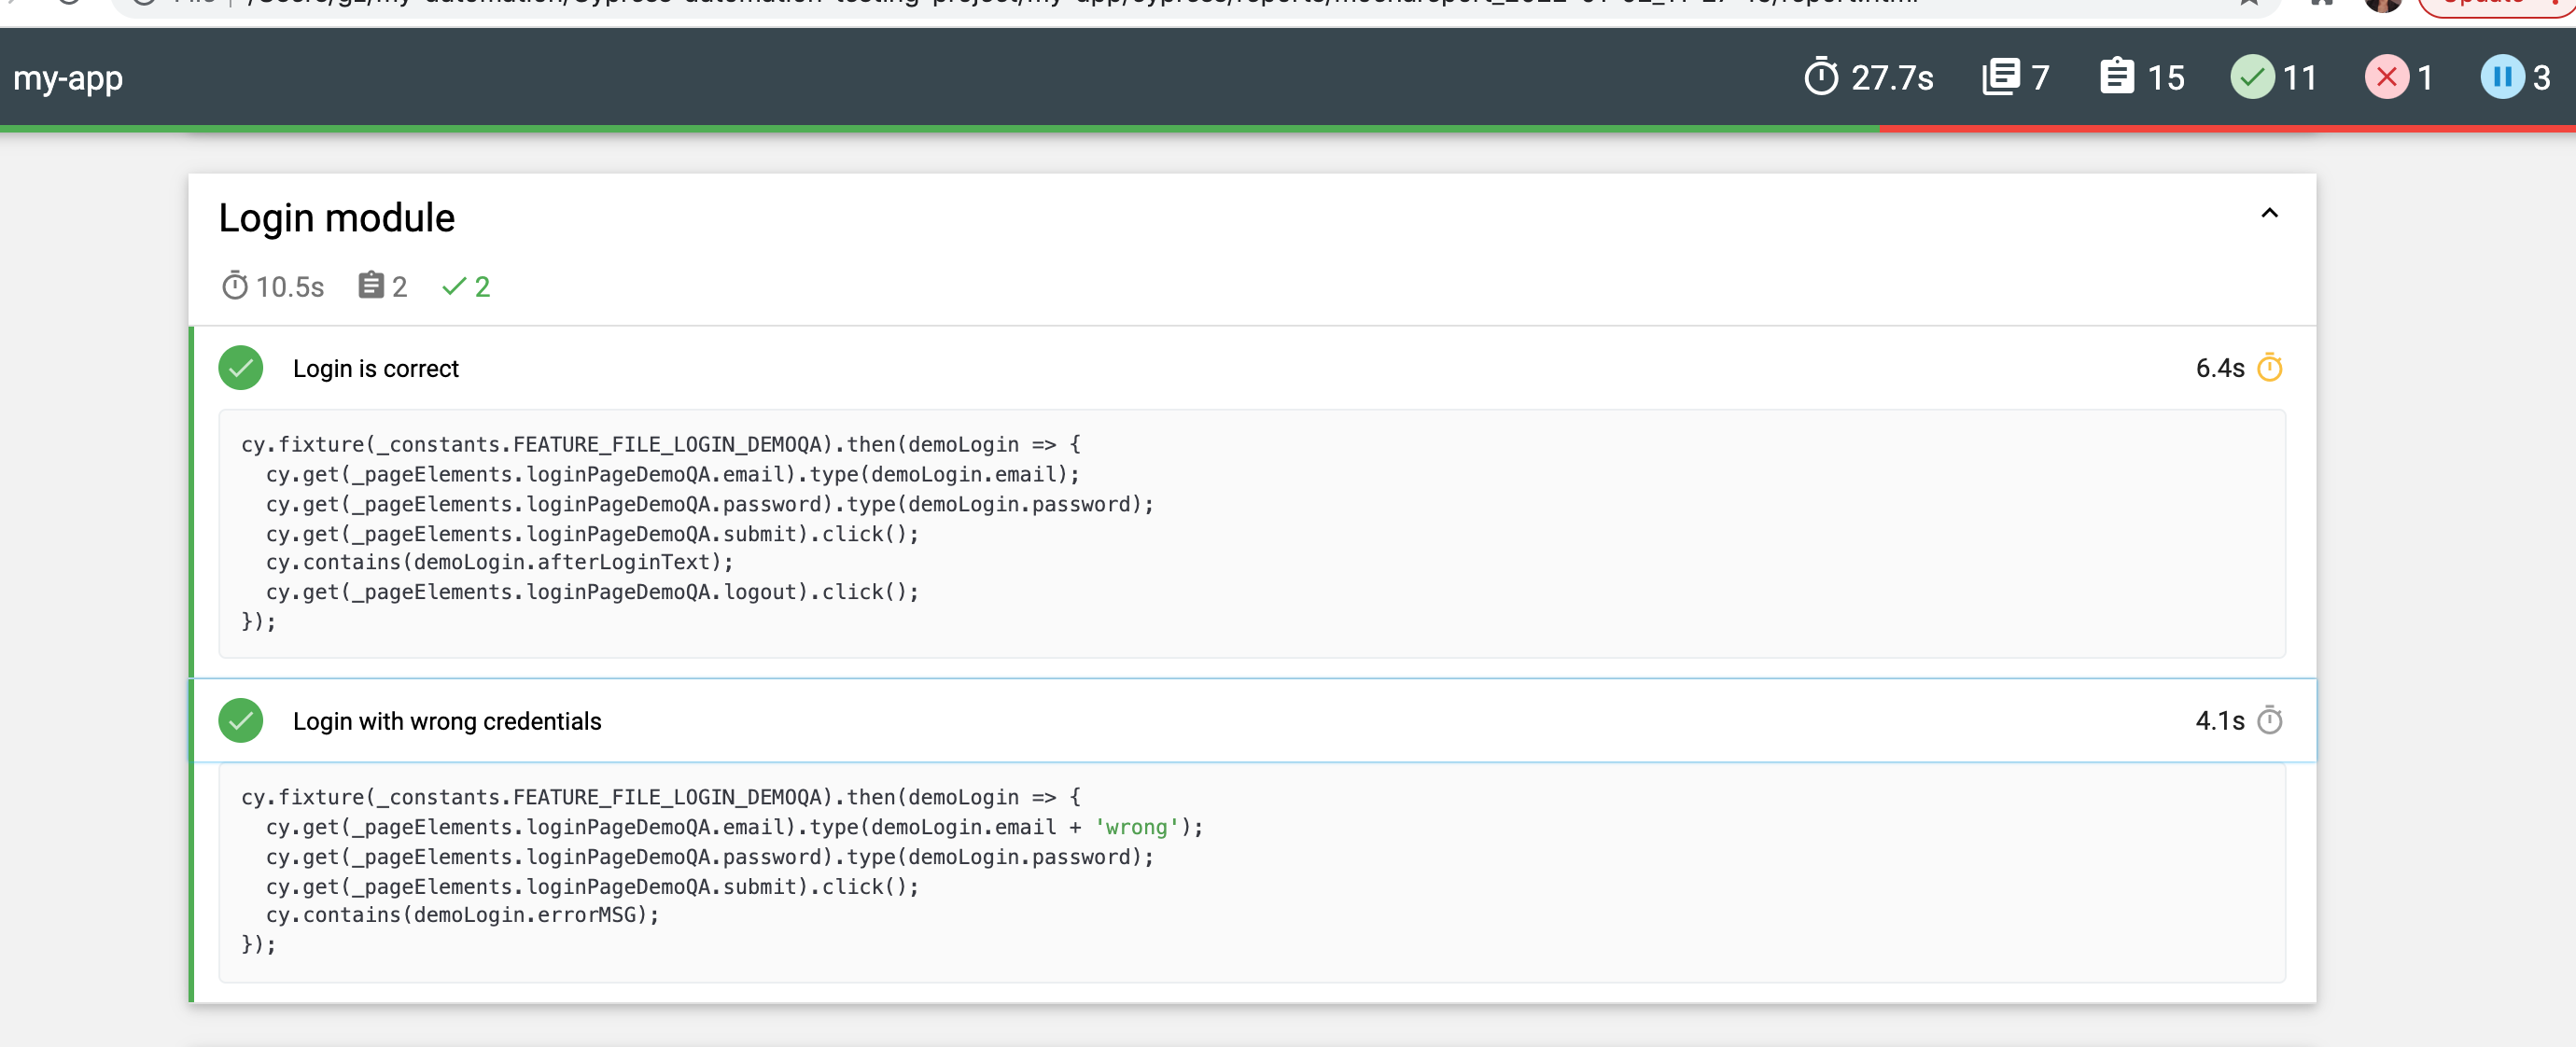 my-app
27.7s 7 15 11 1 3
Login module
10.5s 2 2
Login is correct 6.4s
cy.fixture(_constants.FEATURE_FILE_LOGIN_DEMOQA).then(demoLogin => {
  cy.get(_pageElements.loginPageDemoQA.email).type(demoLogin.email);
  cy.get(_pageElements.loginPageDemoQA.password).type(demoLogin.password);
  cy.get(_pageElements.loginPageDemoQA.submit).click();
  cy.contains(demoLogin.afterLoginText);
  cy.get(_pageElements.loginPageDemoQA.logout).click();
});
Login with wrong credentials 4.1s
cy.fixture(_constants.FEATURE_FILE_LOGIN_DEMOQA).then(demoLogin => {
  cy.get(_pageElements.loginPageDemoQA.email).type(demoLogin.email + 'wrong');
  cy.get(_pageElements.loginPageDemoQA.password).type(demoLogin.password);
  cy.get(_pageElements.loginPageDemoQA.submit).click();
  cy.contains(demoLogin.errorMSG);
});